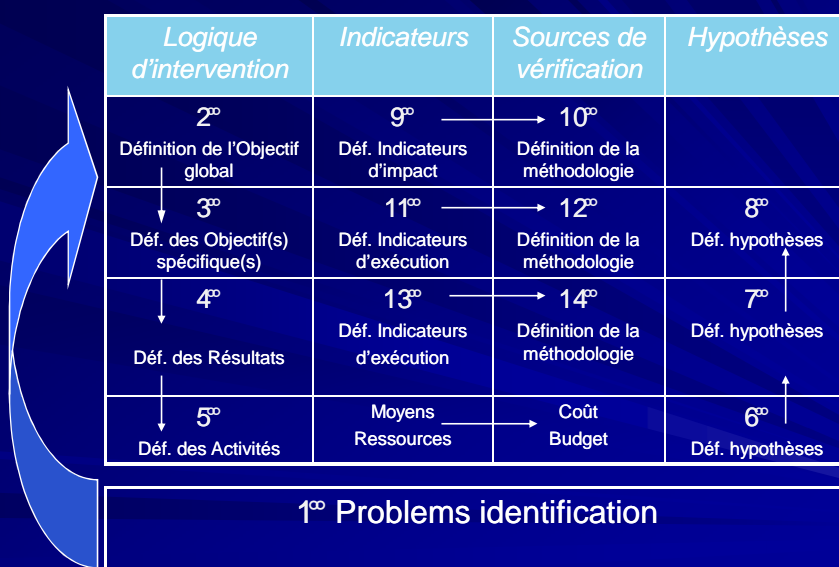 Logique
d'intervention
Indicateurs
Sources de
vérification
Hypothèses
2°°
Définition de l'Objectif
global
9°°
Déf. Indicateurs
d'impact
10°°
Définition de la
méthodologie
3°°
Déf. des Objectif(s)
spécifique(s)
11°°
Déf. Indicateurs
d'exécution
12°°
Définition de la
méthodologie
8°°
Déf. hypothèses
4°°
Déf. des Résultats
13°°
Déf. Indicateurs
d'exécution
14°°
Définition de la
méthodologie
7°°
Déf. hypothèses
5°°
Déf. des Activités
Moyens
Ressources
Coût
Budget
6°°
Déf. hypothèses
1°° Problems identification